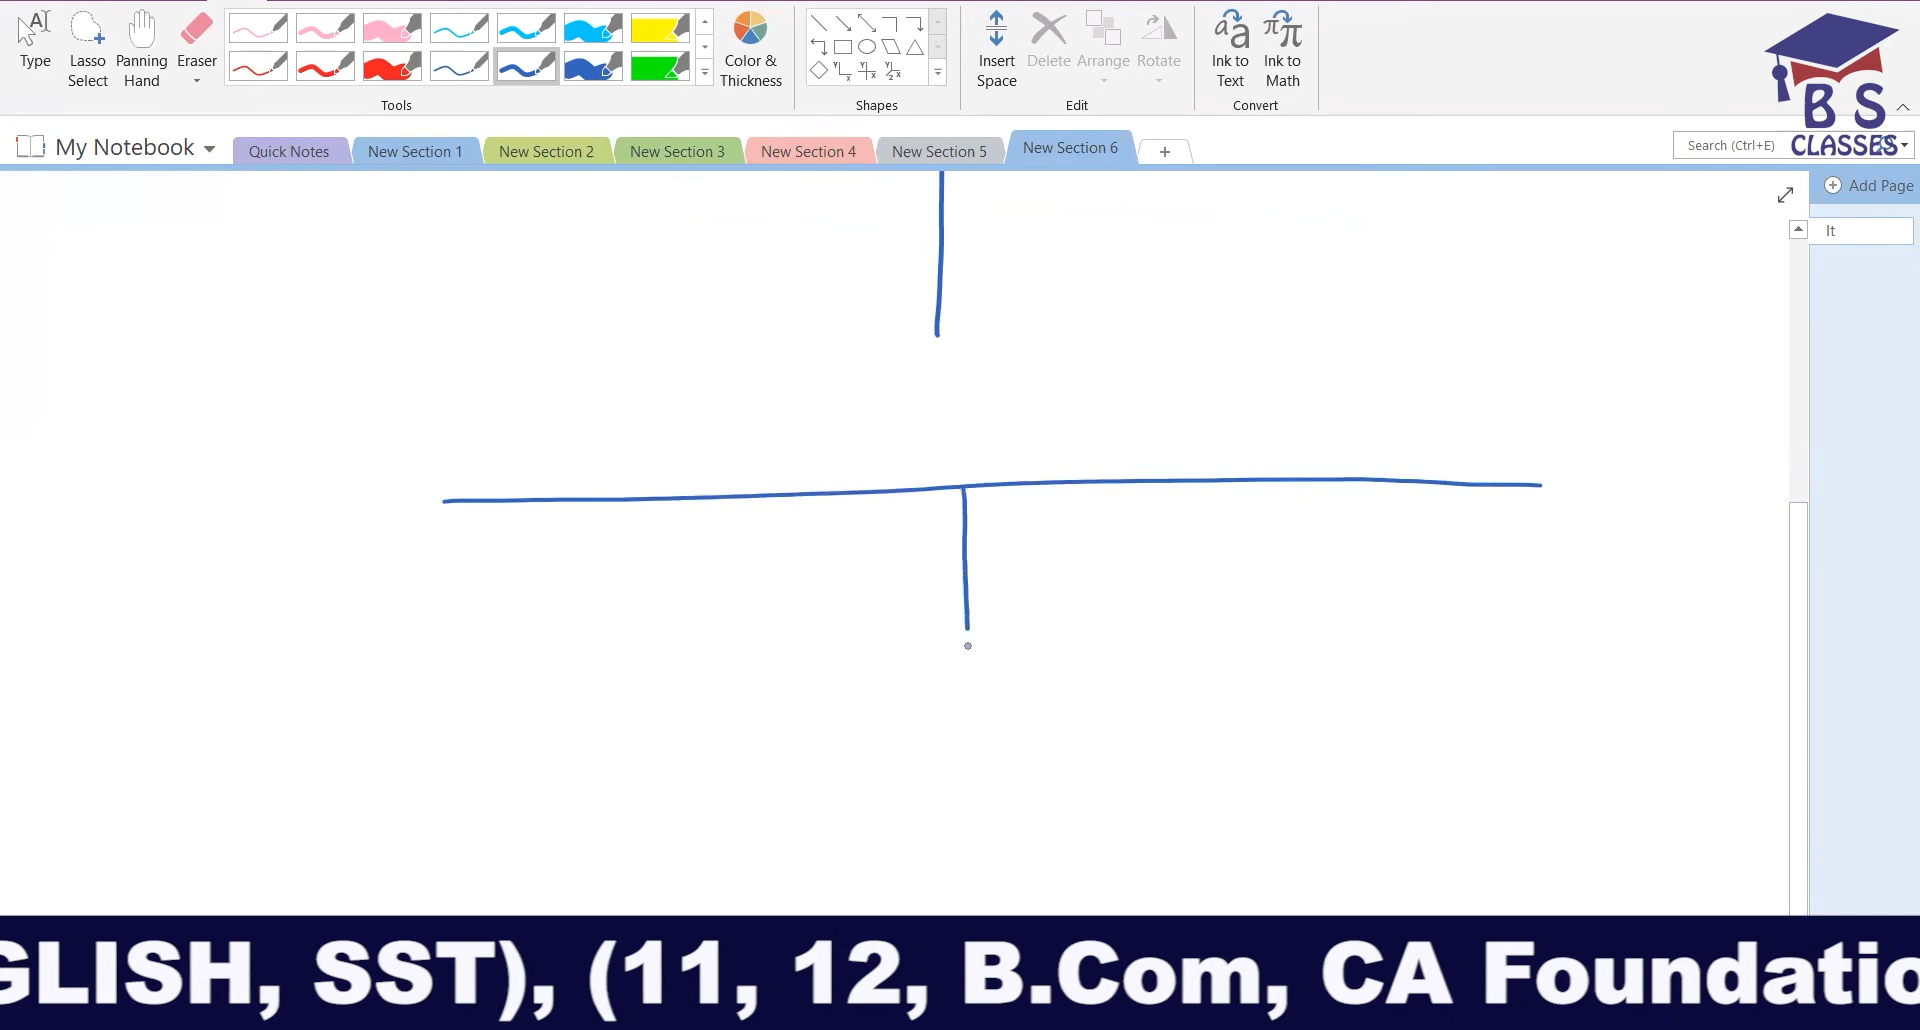 Type
Lasso
Select
Panning
Hand
Eraser
Color &
Thickness
Insert
Space
Delete
Arrange
Rotate
Ink to
Text
Ink to
Math
Tools
Shapes
Edit
Convert
B S
CLASSES
My Notebook
Quick Notes
New Section 1
New Section 2
New Section 3
New Section 4
New Section 5
New Section 6
Search (Ctrl+E)
Add Page
It
GLISH, SST), (11, 12, B.Com, CA Foundatio